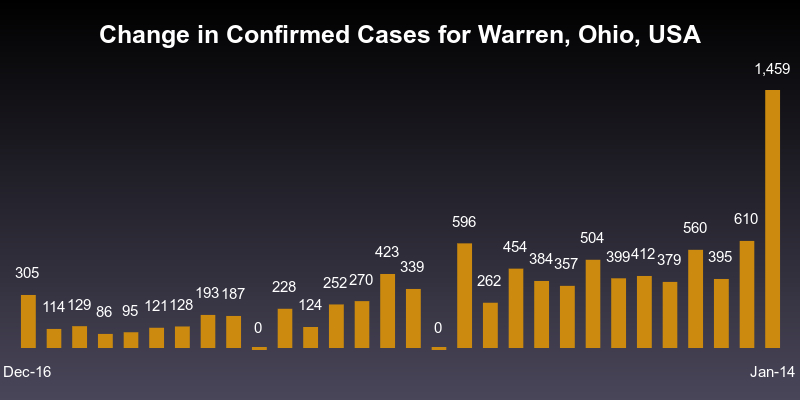 Change in Confirmed Cases for Warren, Ohio, USA
305 114 129 86 95 121 128 193 187 0 228 124 252 270 423 339 0 596 262 454 384 357 504 399 412 379 560 395 610 1,459
Dec-16 Jan-14